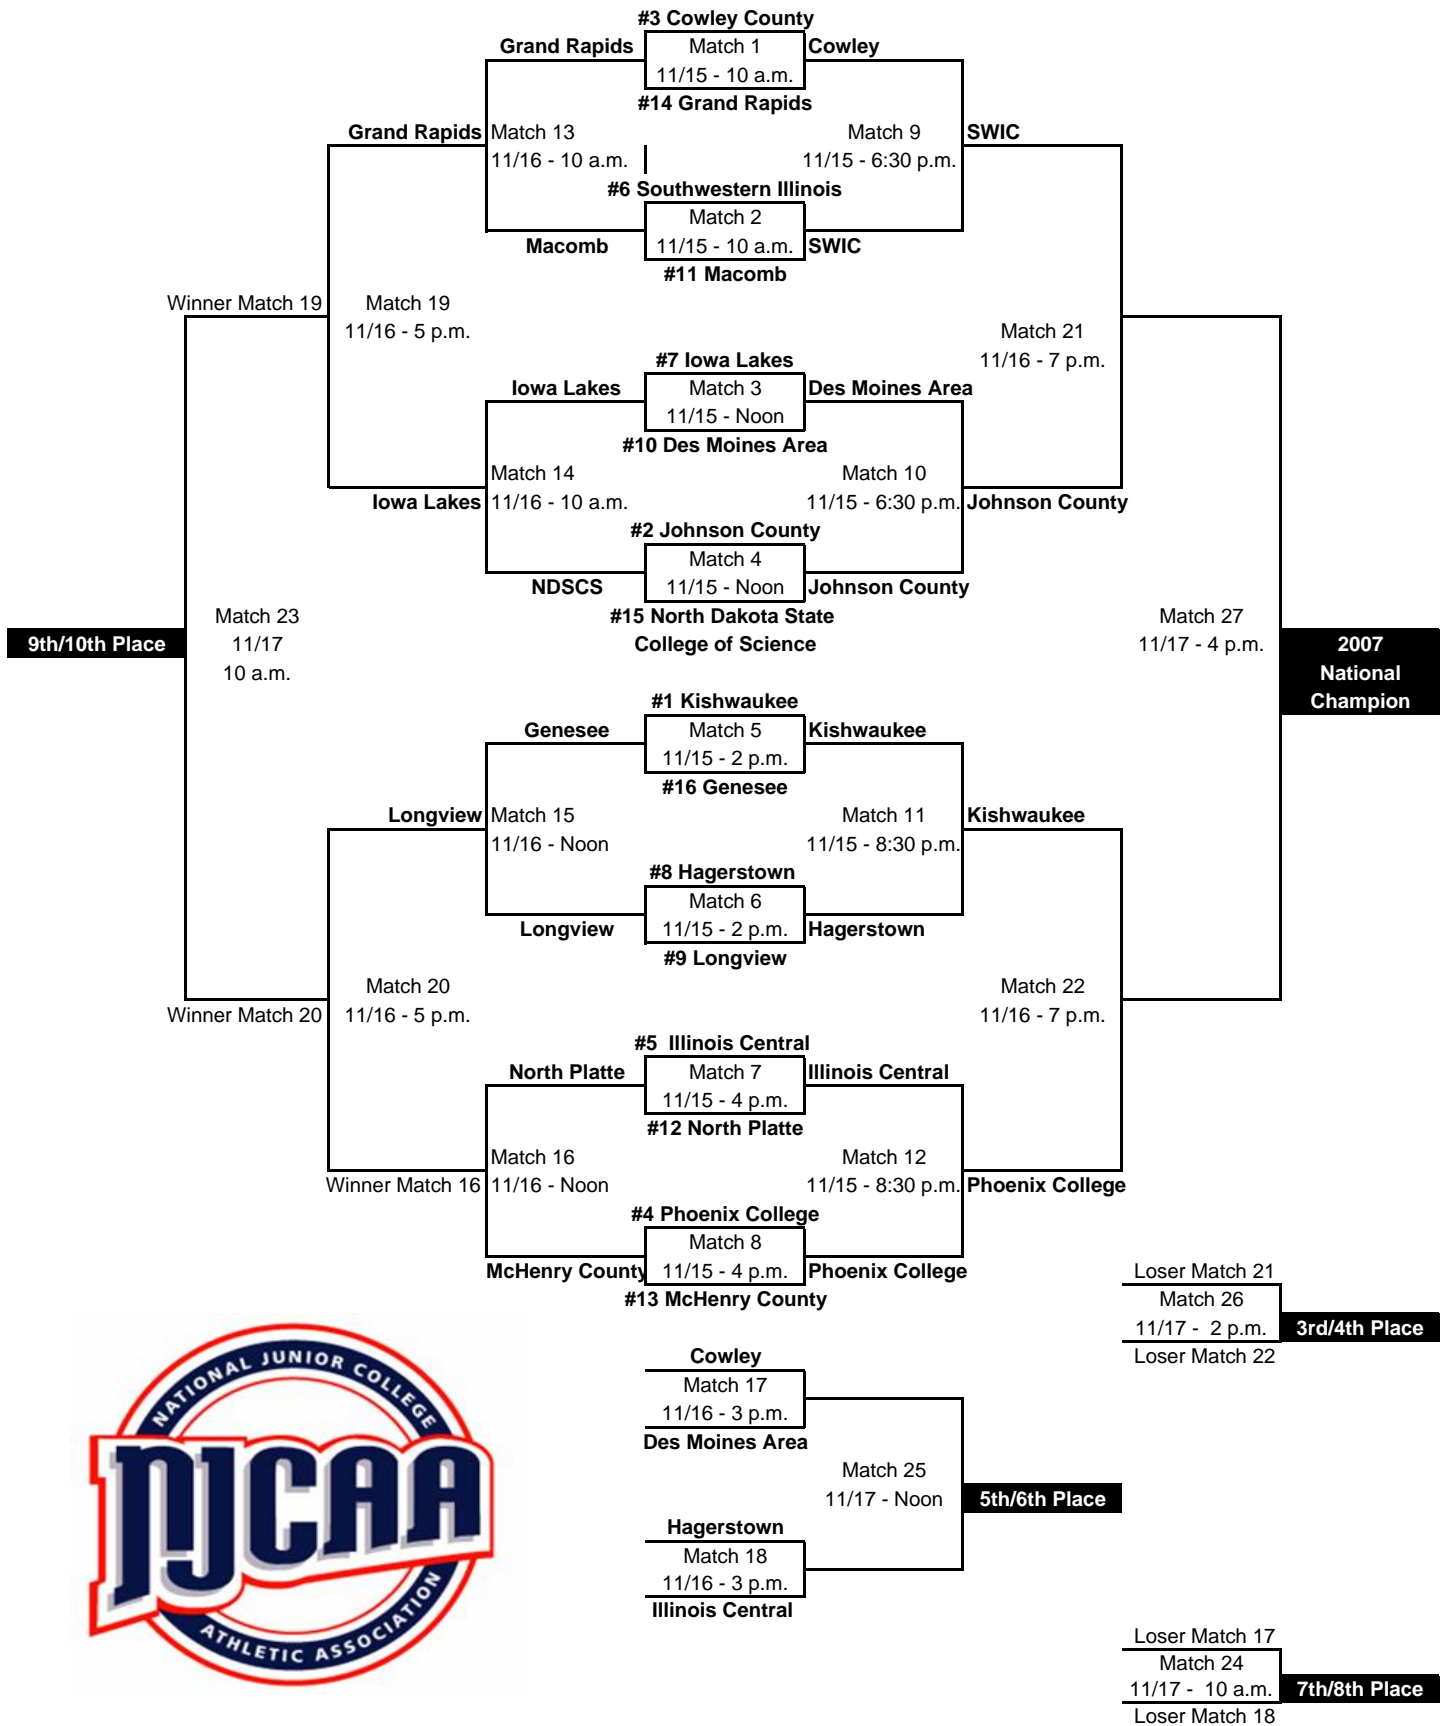 #3 Cowley County
Grand Rapids Match 1 Cowley
11/15 - 10 a.m.
#14 Grand Rapids
Grand Rapids Match 13 Match 9 SWIC
11/16 - 10 a.m. 11/15 - 6:30 p.m.
#6 Southwestern Illinois
Match 2
Macomb 11/15 - 10 a.m. SWIC
#11 Macomb
Winner Match 19 Match 19
11/16 - 5 p.m. Match 21
#7 Iowa Lakes 11/16 - 7 p.m.
Iowa Lakes Match 3 Des Moines Area
11/15 - Noon
#10 Des Moines Area
Match 14 Match 10
Iowa Lakes 11/16 - 10 a.m. 11/15 - 6:30 p.m. Johnson County
#2 Johnson County
Match 4
NDSCS 11/15 - Noon Johnson County
Match 23 #15 North Dakota State Match 27
9th/10th Place 11/17 College of Science 11/17 - 4 p.m. 2007
10 a.m. National
#1 Kishwaukee Champion
Genesee Match 5 Kishwaukee
11/15 - 2 p.m.
#16 Genesee
Longview Match 15 Match 11 Kishwaukee
11/16 - Noon 11/15 - 8:30 p.m.
#8 Hagerstown
Match 6
Longview 11/15 - 2 p.m. Hagerstown
#9 Longview
Match 20 Match 22
Winner Match 20 11/16 - 5 p.m. 11/16 - 7 p.m.
#5 Illinois Central
North Platte Match 7 Illinois Central
11/15 - 4 p.m.
#12 North Platte
Match 16 Match 12
Winner Match 16 11/16 - Noon 11/15 - 8:30 p.m. Phoenix College
#4 Phoenix College
Match 8
McHenry County 11/15 - 4 p.m. Phoenix College Loser Match 21
#13 McHenry County Match 26
11/17 - 2 p.m. 3rd/4th Place
Cowley Loser Match 22
Match 17
11/16 - 3 p.m.
Des Moines Area
Match 25
11/17 - Noon 5th/6th Place
Hagerstown
Match 18
11/16 - 3 p.m.
Illinois Central
Loser Match 17
Match 24
11/17 - 10 a.m. 7th/8th Place
Loser Match 18
NATIONAL JUNIOR COLLEGE
NJCAA
ATHLETIC ASSOCIATION